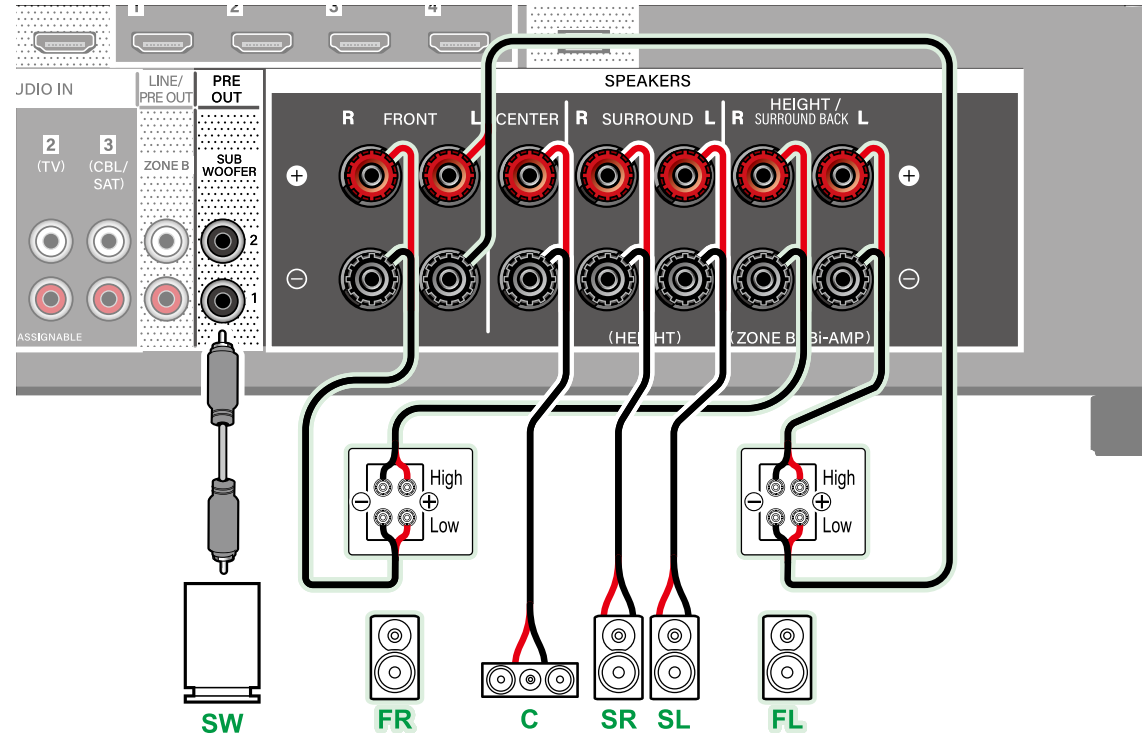 1 2 3 4
UDIO IN
LINE/
PRE OUT
PRE
OUT
SPEAKERS
R FRONT L
CENTER
R SURROUND L
R HEIGHT /
SURROUND BACK L
2
(TV)
3
(CBL/
SAT)
ZONE B
SUB
WOOFER
+
+
2
1
−
−
ASSIGNABLE
(HEIGHT)
(ZONE B/Bi-AMP)
High
− +
Low
High
− +
Low
SW
FR
C
SR
SL
FL